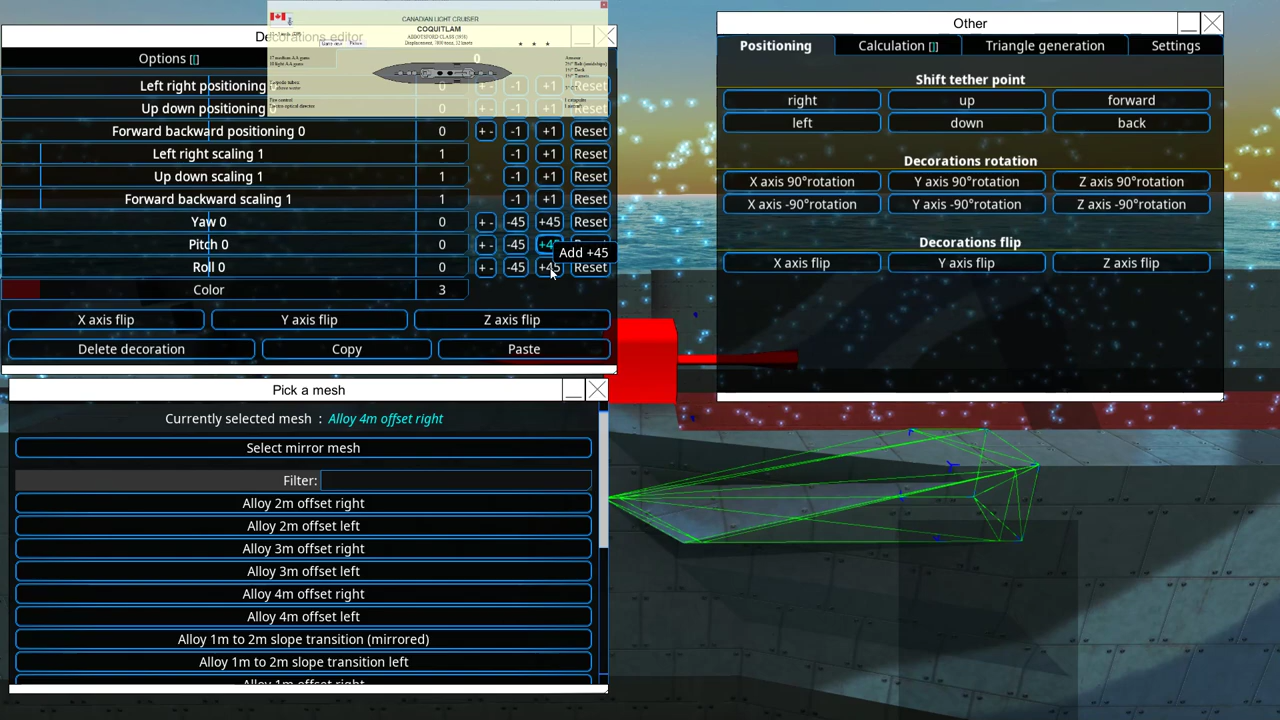 CANADIAN LIGHT CRUISER
COQUITLAM
ABBOTSFORD CLASS (1938)
Decorations editor
Options []
Left right positioning 0 0 + - -1 +1 Reset
Up down positioning 0 0 + - -1 +1 Reset
Forward backward positioning 0 0 + - -1 +1 Reset
Left right scaling 1 1 -1 +1 Reset
Up down scaling 1 1 -1 +1 Reset
Forward backward scaling 1 1 -1 +1 Reset
Yaw 0 0 + - -45 +45 Reset
Pitch 0 0 + - -45 +45
Add +45
Roll 0 0 + - -45 +45 Reset
Color 3
X axis flip Y axis flip Z axis flip
Delete decoration Copy Paste
Pick a mesh
Currently selected mesh : Alloy 4m offset right
Select mirror mesh
Filter:
Alloy 2m offset right
Alloy 2m offset left
Alloy 3m offset right
Alloy 3m offset left
Alloy 4m offset right
Alloy 4m offset left
Alloy 1m to 2m slope transition (mirrored)
Alloy 1m to 2m slope transition left
Alloy 1m offset right
Other
Positioning Calculation [] Triangle generation Settings
Shift tether point
right up forward
left down back
Decorations rotation
X axis 90°rotation Y axis 90°rotation Z axis 90°rotation
X axis -90°rotation Y axis -90°rotation Z axis -90°rotation
Decorations flip
X axis flip Y axis flip Z axis flip